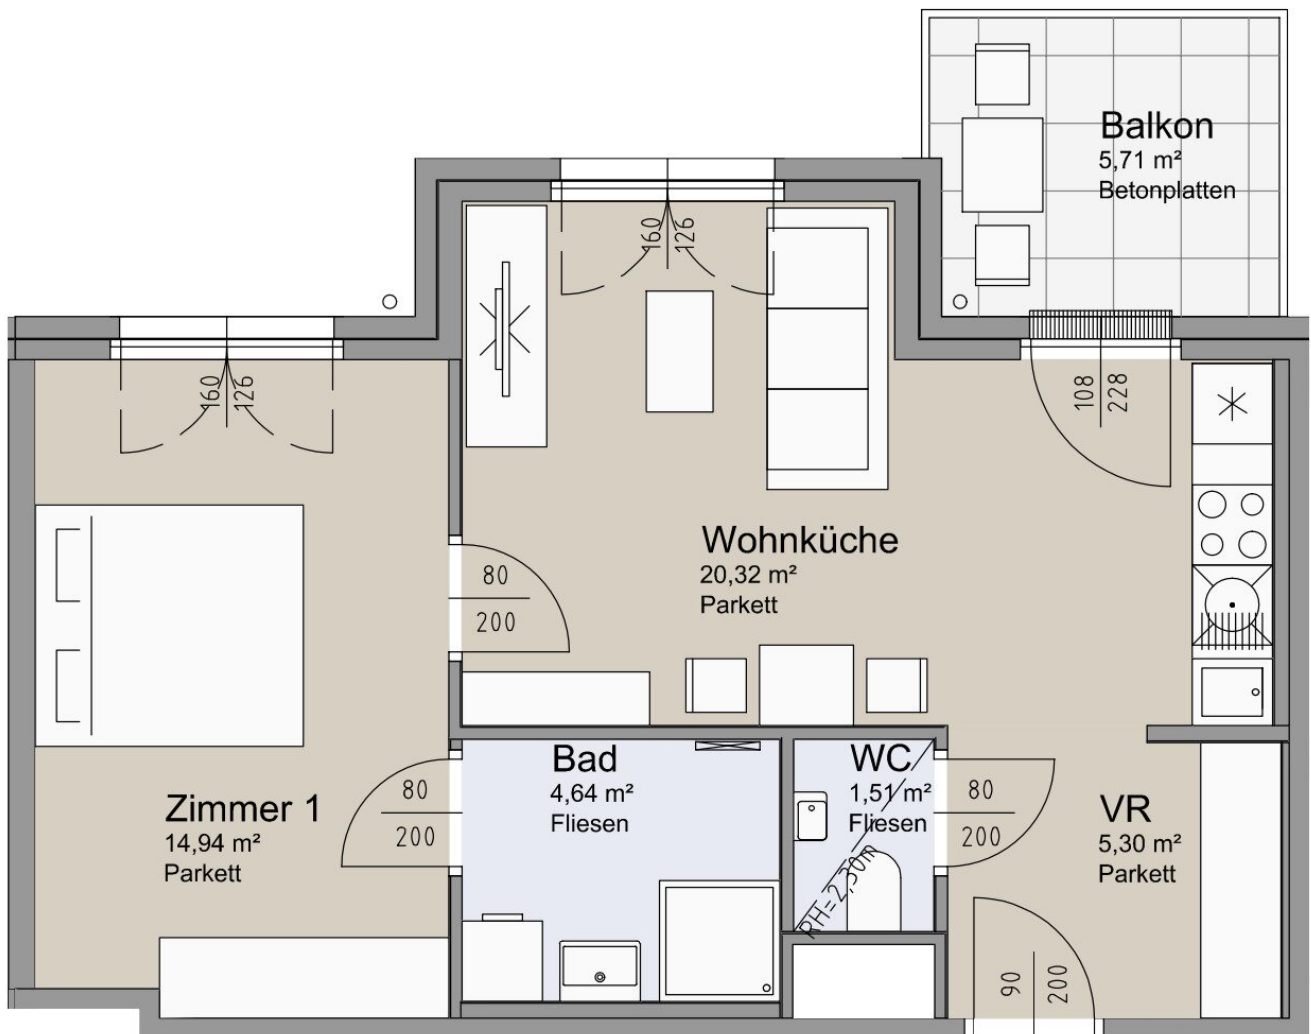 Balkon
5,71 m²
Betonplatten
160
126
160
126
108
228
Wohnküche
20,32 m²
Parkett
80
200
Bad
4,64 m²
Fliesen
WC
1,51 m²
Fliesen
RH=2,30m
80
200
80
200
Zimmer 1
14,94 m²
Parkett
VR
5,30 m²
Parkett
90
200